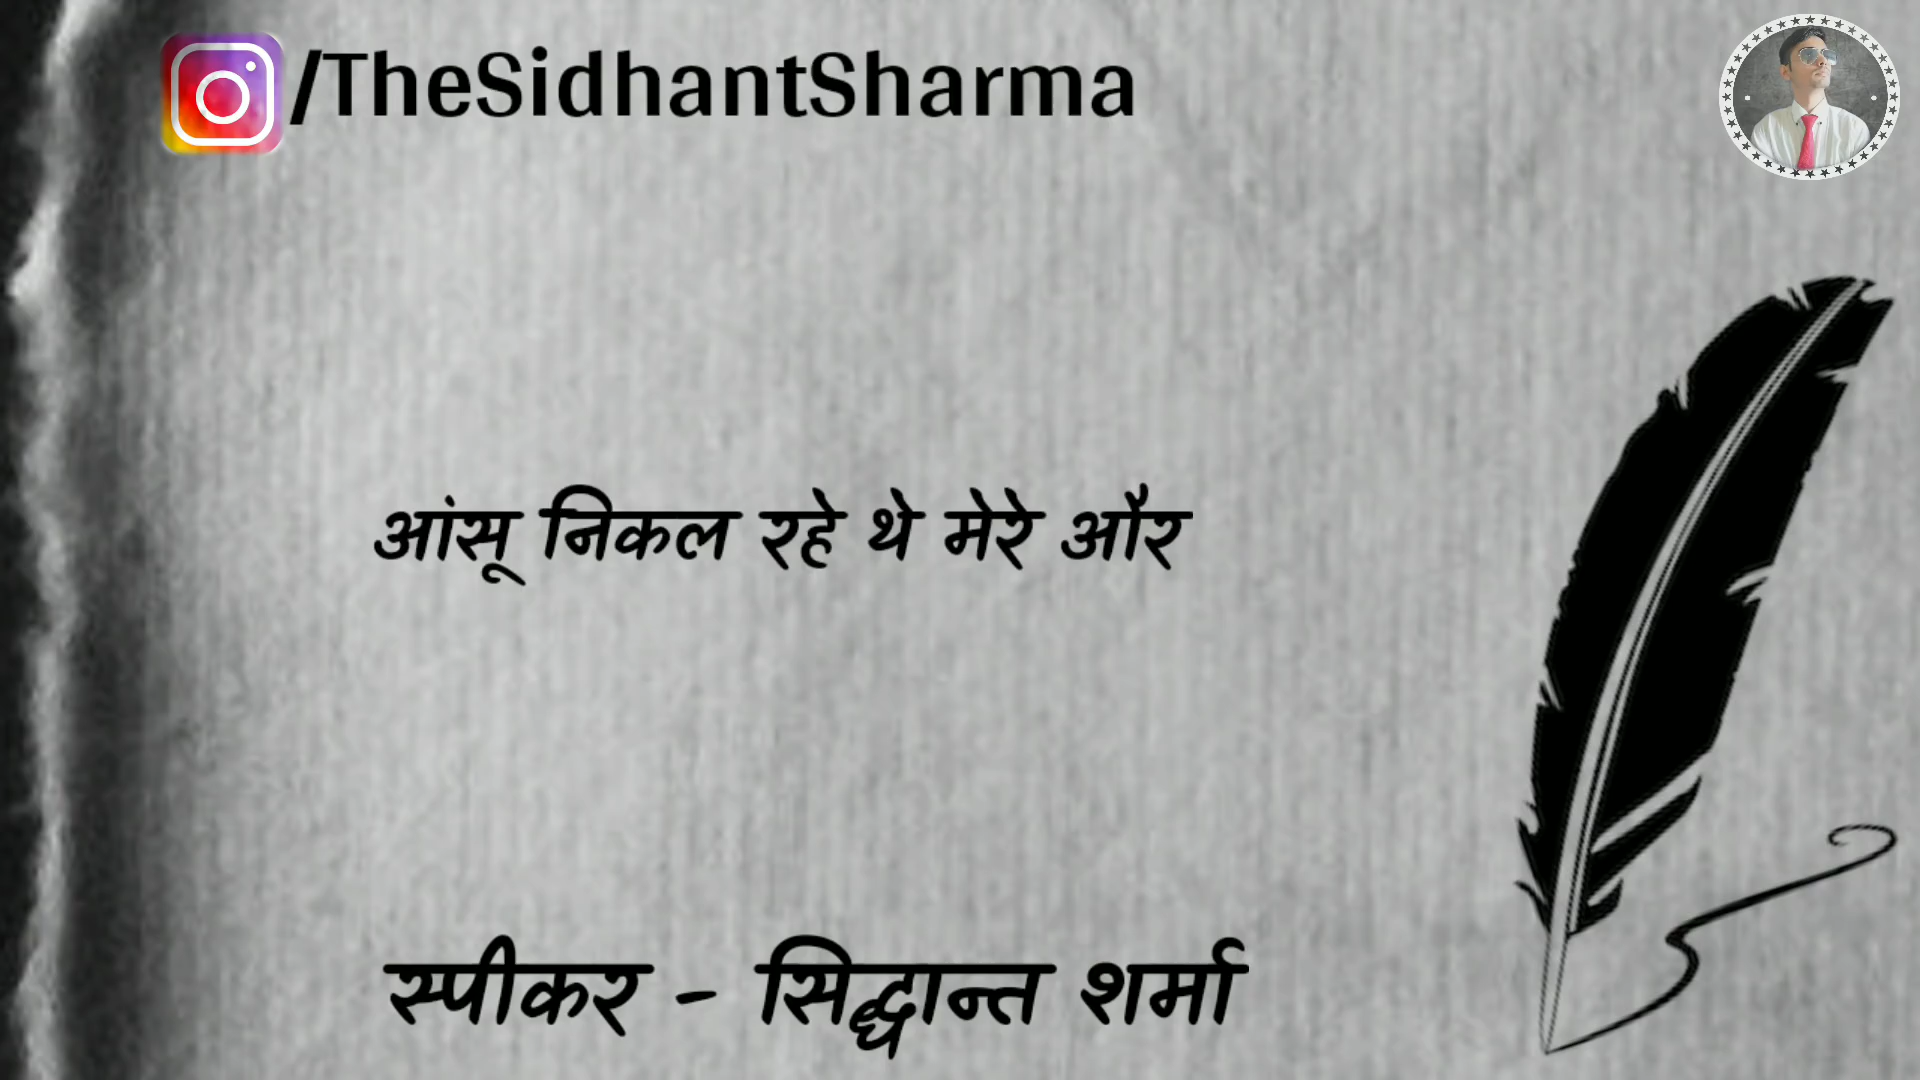 /TheSidhantSharma
आंसू निकल रहे थे मेरे और
स्पीकर - सिद्धान्त शर्मा